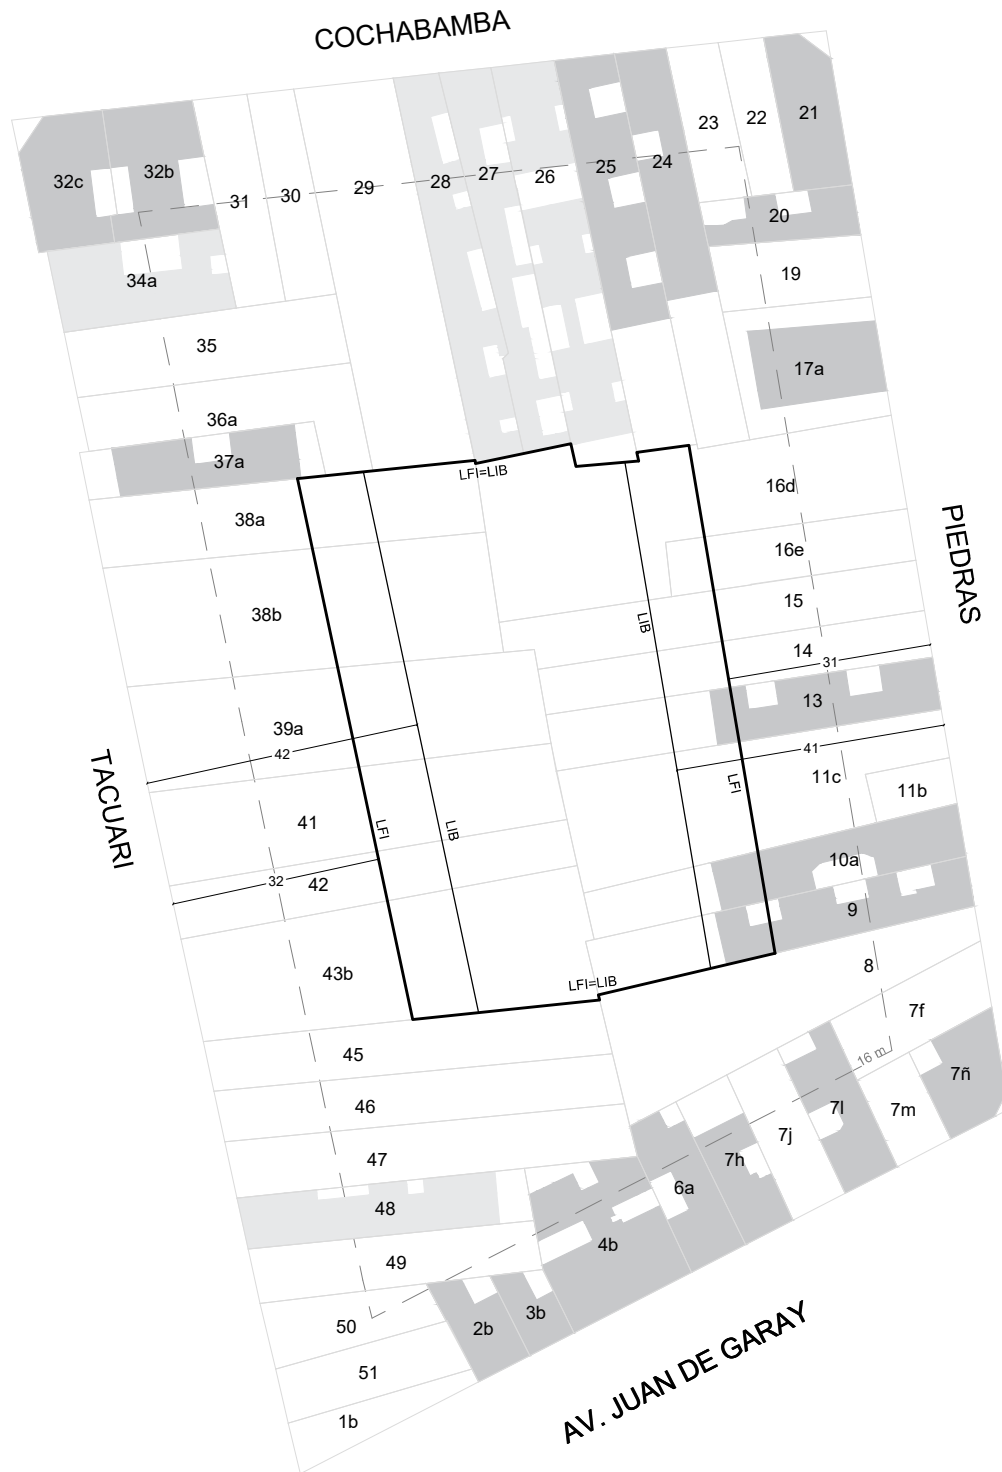 COCHABAMBA
21
22
23
24
25
26
27
28
29
30
31
32b
32c
20
19
34a
35
17a
36a
37a
LFI=LIB
16d
38a
16e
PIEDRAS
15
38b
LIB
14
31
13
39a
42
41
TACUARI
11c
LFI
11b
41
LFI
LIB
10a
32
42
9
43b
LFI=LIB
8
7f
45
16 m
7ñ
46
7l
7m
7j
47
7h
6a
48
4b
49
50
2b
3b
51
1b
AV. JUAN DE GARAY